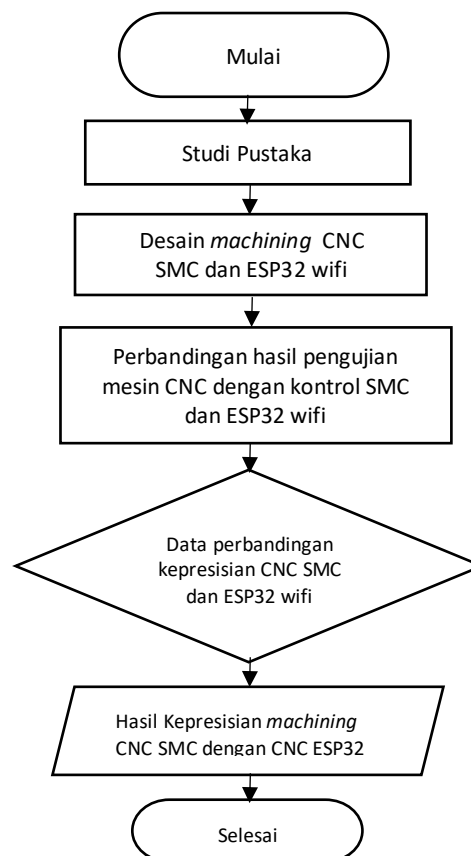 Mulai
Studi Pustaka
Desain machining CNC
SMC dan ESP32 wifi
Perbandingan hasil pengujian
mesin CNC dengan kontrol SMC
dan ESP32 wifi
Data perbandingan
kepresisian CNC SMC
dan ESP32 wifi
Hasil Kepresisian machining
CNC SMC dengan CNC ESP32
Selesai